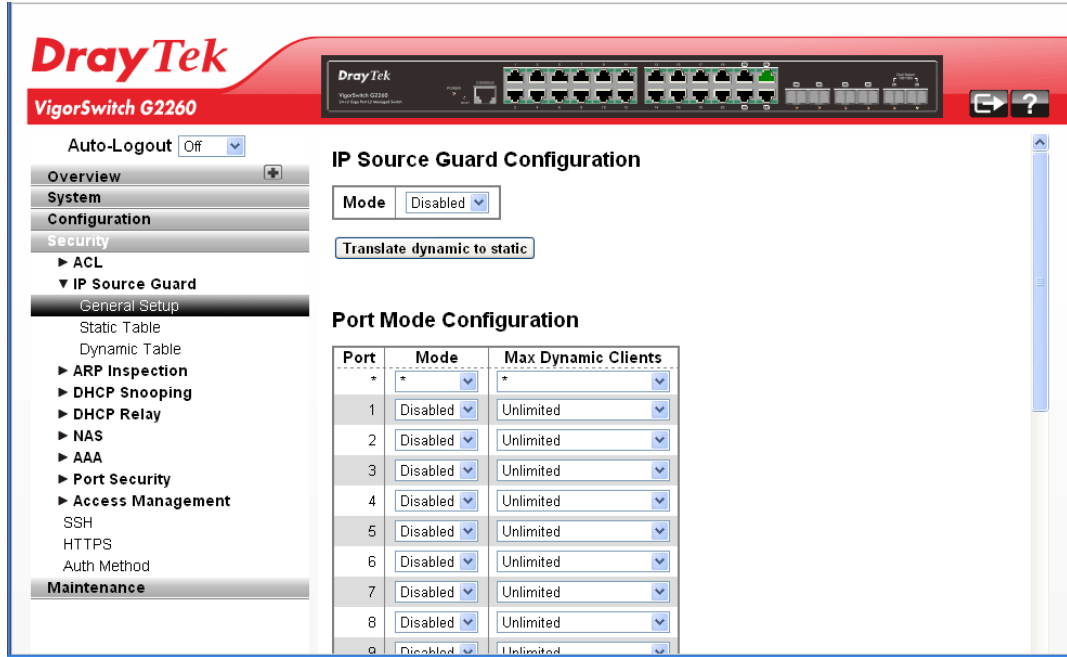 DrayTek
VigorSwitch G2260
DrayTek
VigorSwitch G2260
Auto-Logout Off
Overview
System
Configuration
Security
► ACL
▼ IP Source Guard
General Setup
Static Table
Dynamic Table
► ARP Inspection
► DHCP Snooping
► DHCP Relay
► NAS
► AAA
► Port Security
► Access Management
SSH
HTTPS
Auth Method
Maintenance
IP Source Guard Configuration
Mode Disabled
Translate dynamic to static
Port Mode Configuration
Port Mode Max Dynamic Clients
* * *
1 Disabled Unlimited
2 Disabled Unlimited
3 Disabled Unlimited
4 Disabled Unlimited
5 Disabled Unlimited
6 Disabled Unlimited
7 Disabled Unlimited
8 Disabled Unlimited
9 Disabled Unlimited